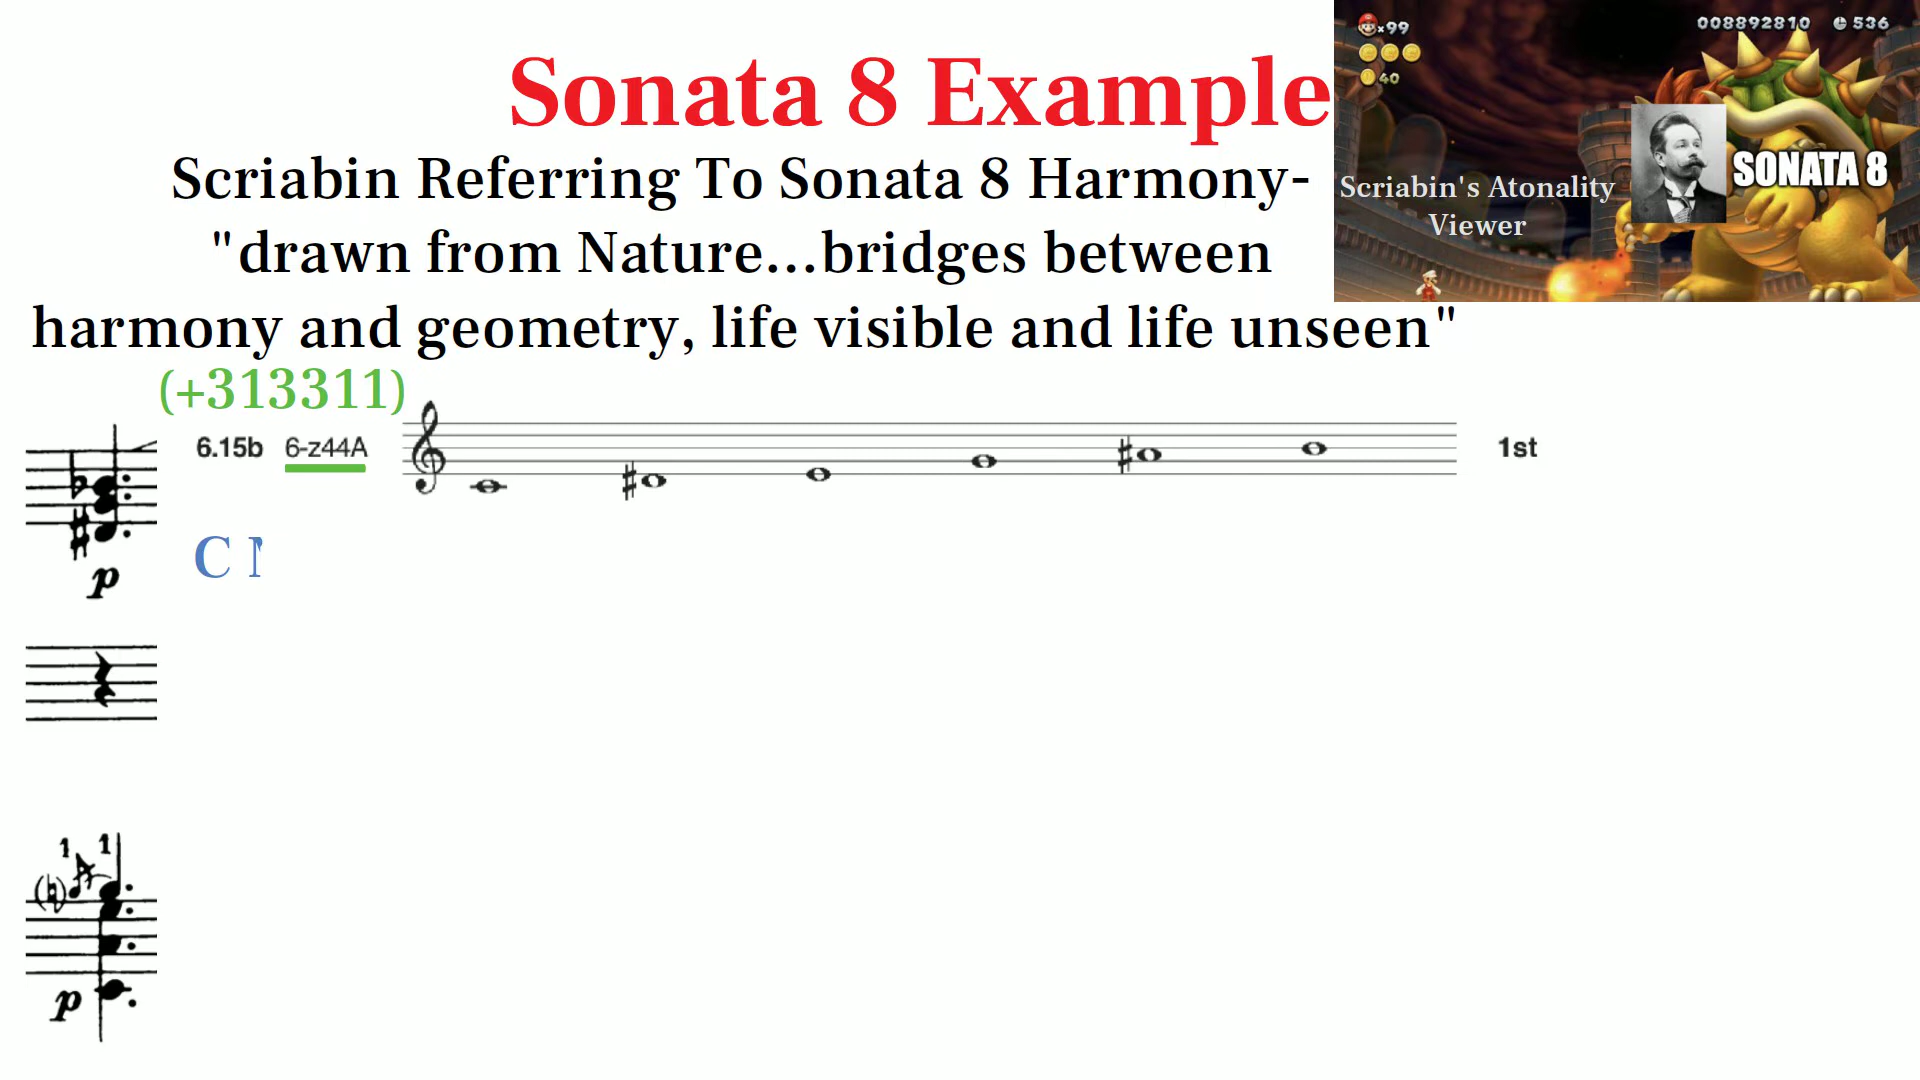 ×99
008892810 536
40
Sonata 8 Example
Scriabin Referring To Sonata 8 Harmony-
"drawn from Nature...bridges between
harmony and geometry, life visible and life unseen"
Scriabin's Atonality
Viewer
SONATA 8
(+313311)
6.15b 6-z44A 1st
C
p
1 1
p